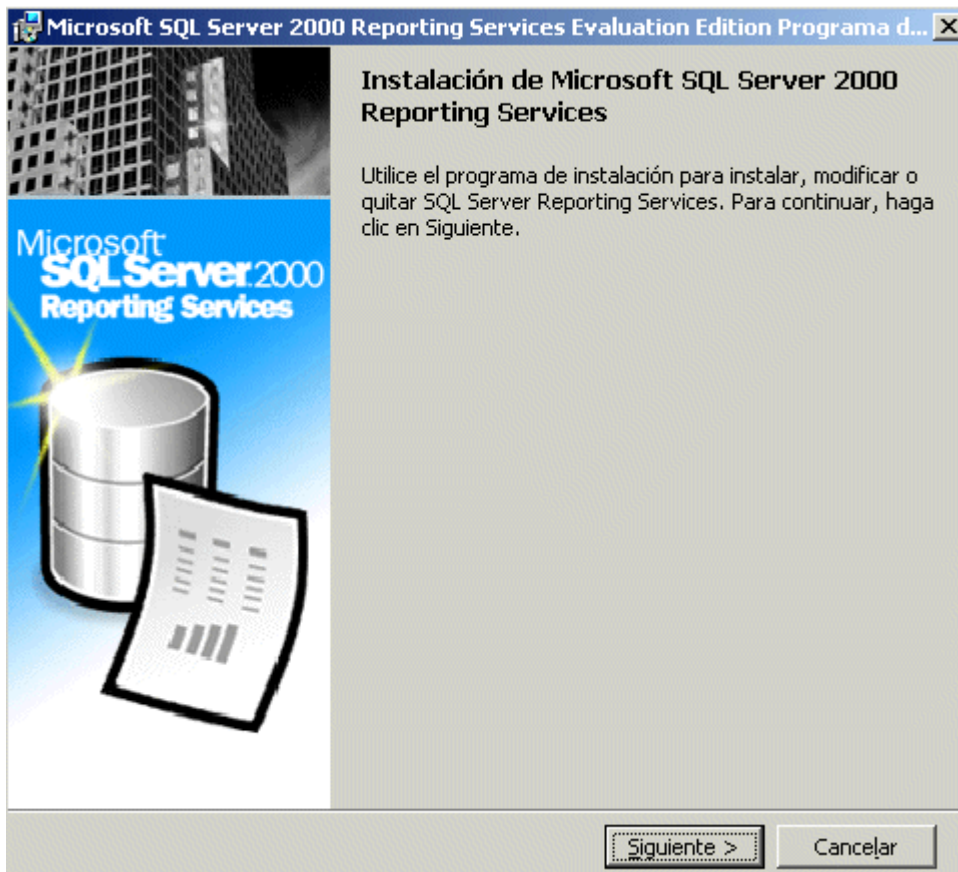 Microsoft SQL Server 2000 Reporting Services Evaluation Edition Programa d...
Instalación de Microsoft SQL Server 2000
Reporting Services
Utilice el programa de instalación para instalar, modificar o
quitar SQL Server Reporting Services. Para continuar, haga
clic en Siguiente.
Microsoft
SQL Server 2000
Reporting Services
Siguiente >
Cancelar